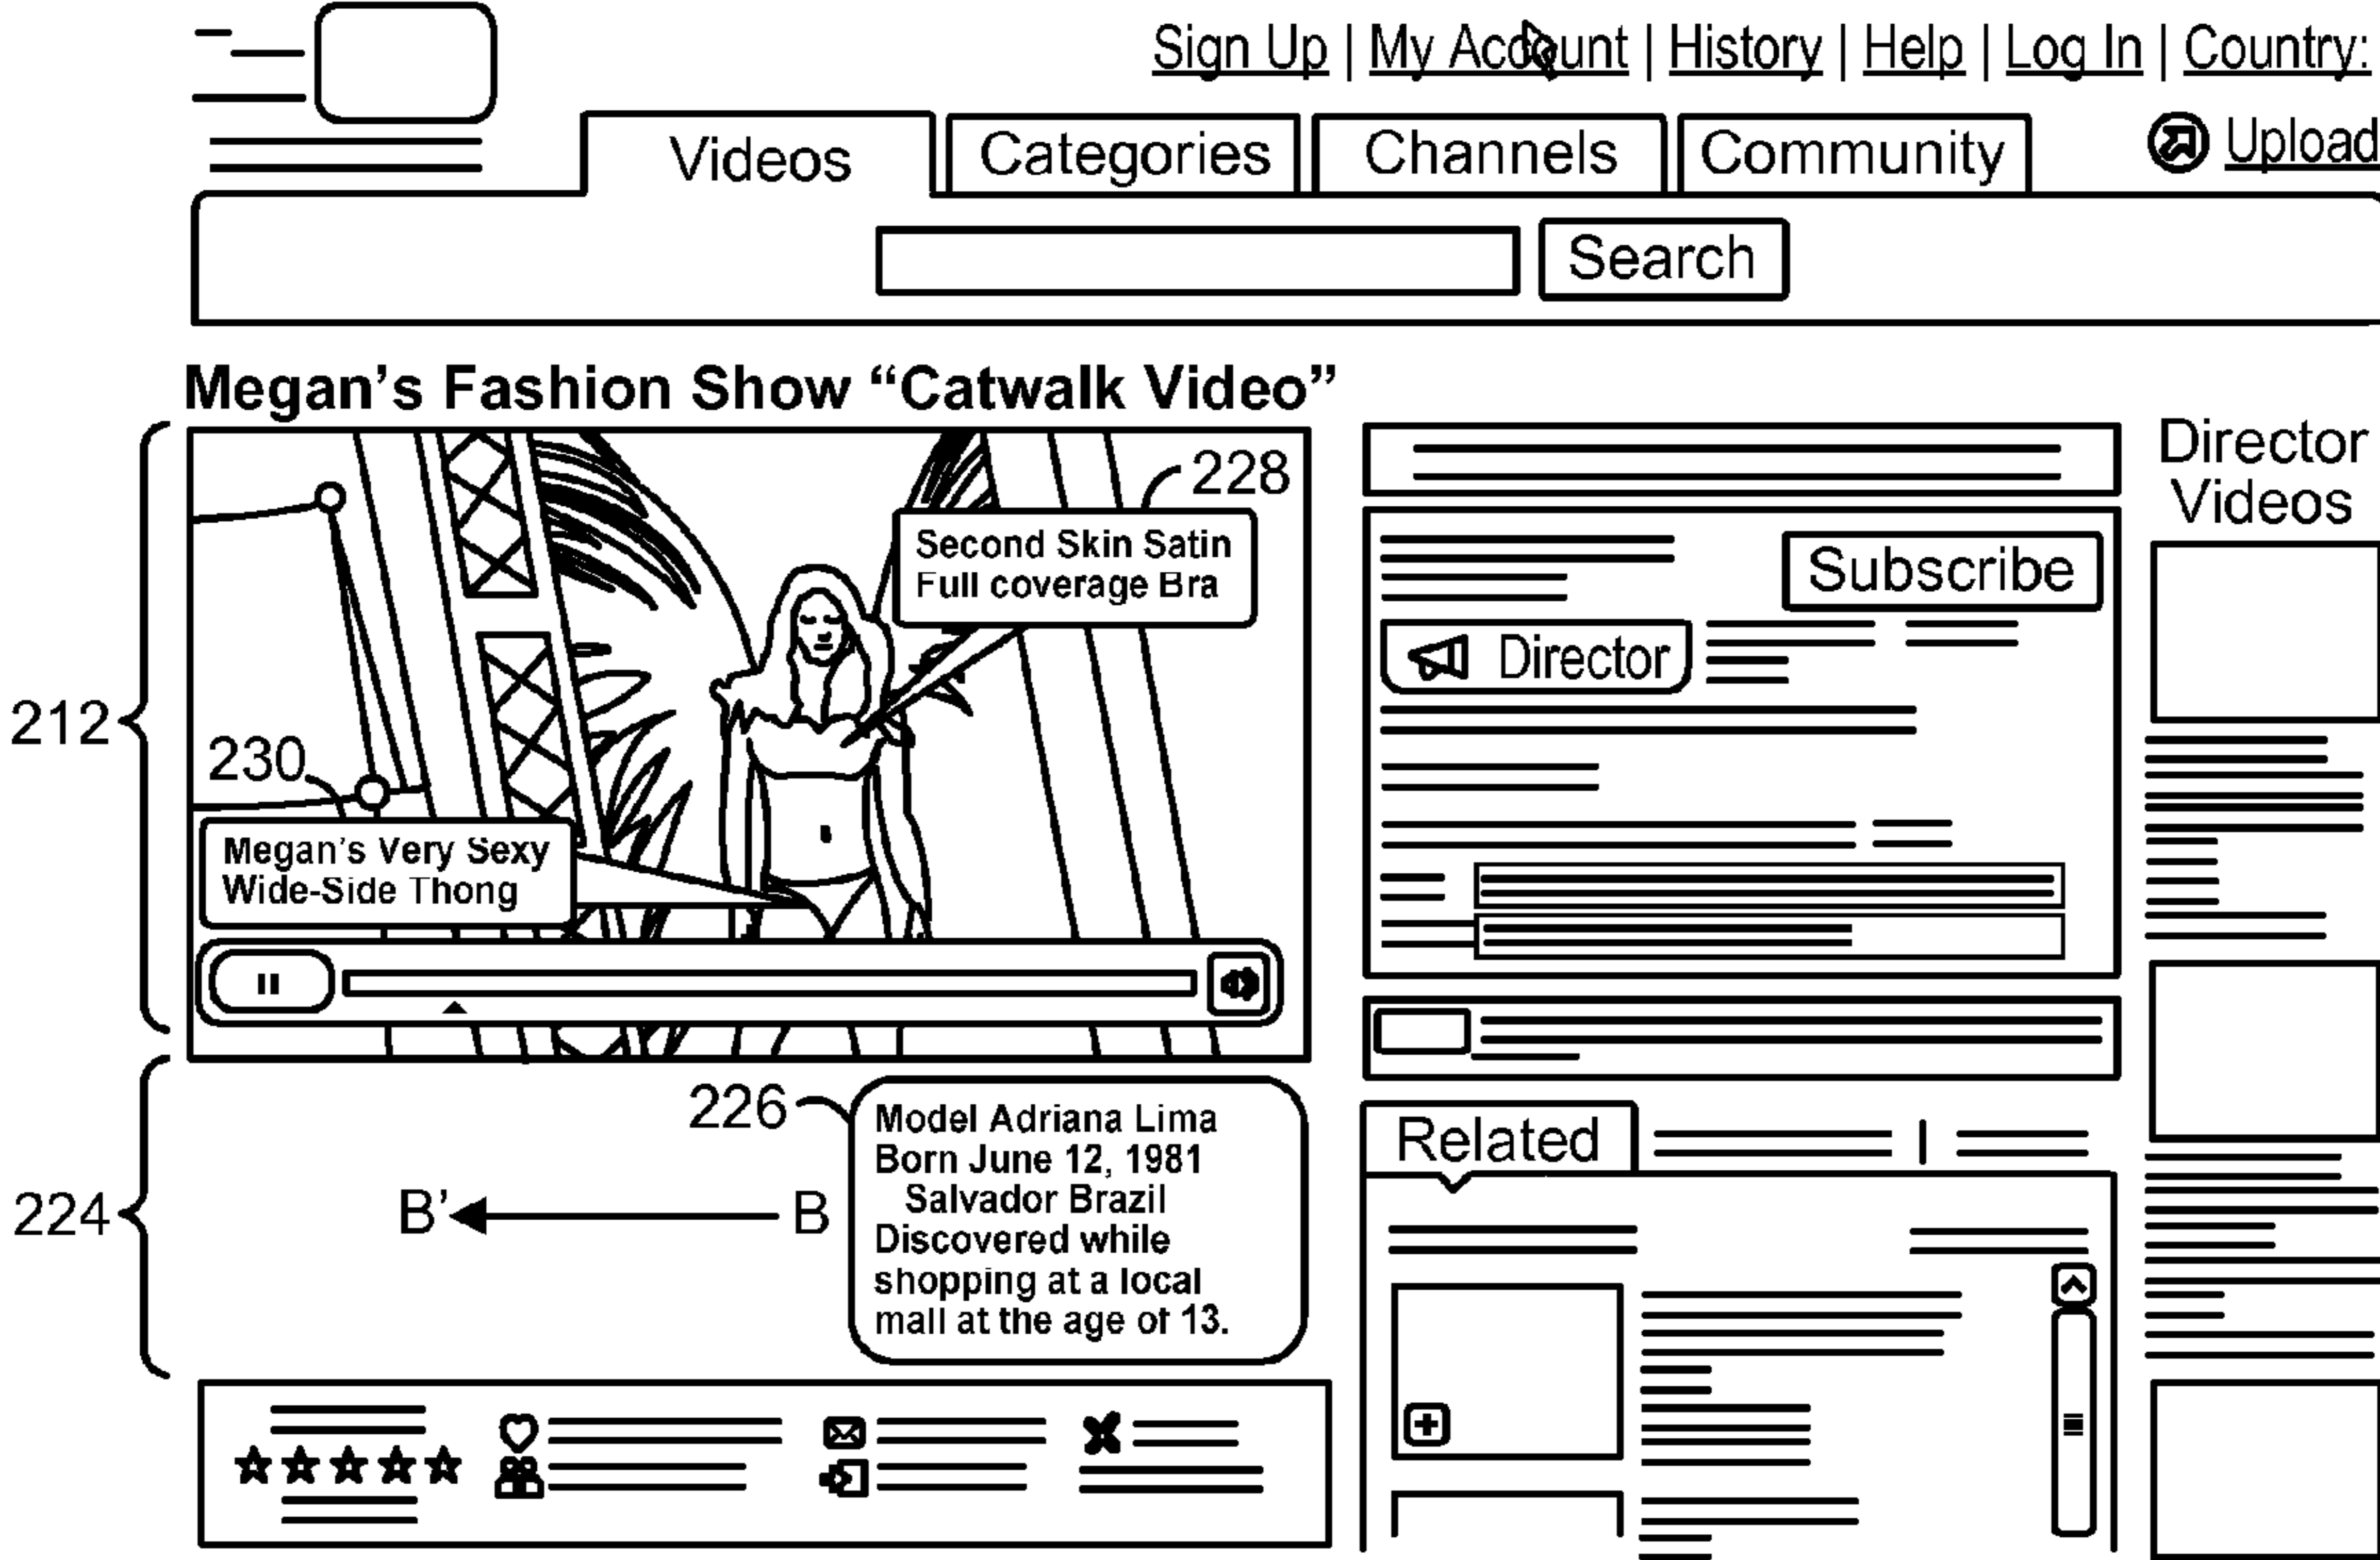 Sign Up | My Account | History | Help | Log In | Country:
Videos
Categories
Channels
Community
Upload
Search
Megan's Fashion Show “Catwalk Video”
Director
Videos
228
Second Skin Satin
Full coverage Bra
Subscribe
Director
212
230
Megan's Very Sexy
Wide-Side Thong
226
Model Adriana Lima
Born June 12, 1981
Salvador Brazil
Discovered while
shopping at a local
mall at the age of 13.
224
B’
B
Related